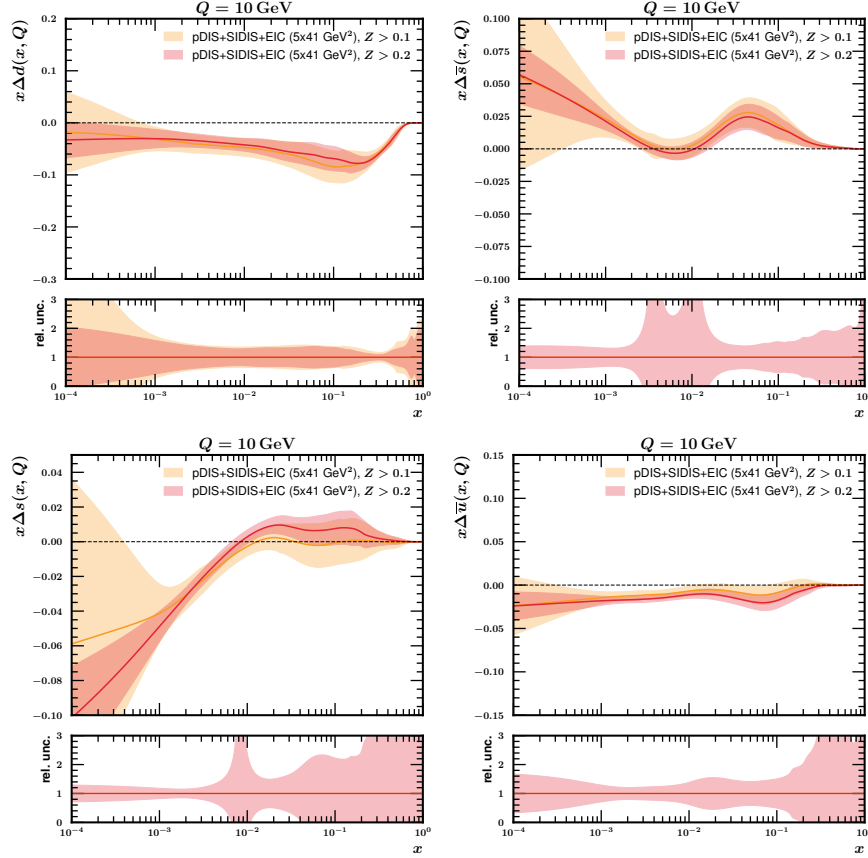 Q = 10 GeV
pDIS+SIDIS+EIC (5x41 GeV²), Z > 0.1
pDIS+SIDIS+EIC (5x41 GeV²), Z > 0.2
xΔd(x, Q)
0.2
0.1
0.0
−0.1
−0.2
−0.3
rel. unc.
3
2
1
0
10⁻⁴ 10⁻³ 10⁻² 10⁻¹ 10⁰
x
Q = 10 GeV
pDIS+SIDIS+EIC (5x41 GeV²), Z > 0.1
pDIS+SIDIS+EIC (5x41 GeV²), Z > 0.2
xΔs̅(x, Q)
0.100
0.075
0.050
0.025
0.000
−0.025
−0.050
−0.075
−0.100
rel. unc.
3
2
1
0
10⁻⁴ 10⁻³ 10⁻² 10⁻¹ 10
x
Q = 10 GeV
pDIS+SIDIS+EIC (5x41 GeV²), Z > 0.1
pDIS+SIDIS+EIC (5x41 GeV²), Z > 0.2
xΔs(x, Q)
0.04
0.02
0.00
−0.02
−0.04
−0.06
−0.08
−0.10
rel. unc.
3
2
1
0
10⁻⁴ 10⁻³ 10⁻² 10⁻¹ 10⁰
x
Q = 10 GeV
pDIS+SIDIS+EIC (5x41 GeV²), Z > 0.1
pDIS+SIDIS+EIC (5x41 GeV²), Z > 0.2
xΔu̅(x, Q)
0.15
0.10
0.05
0.00
−0.05
−0.10
−0.15
rel. unc.
3
2
1
0
10⁻⁴ 10⁻³ 10⁻² 10⁻¹ 10
x